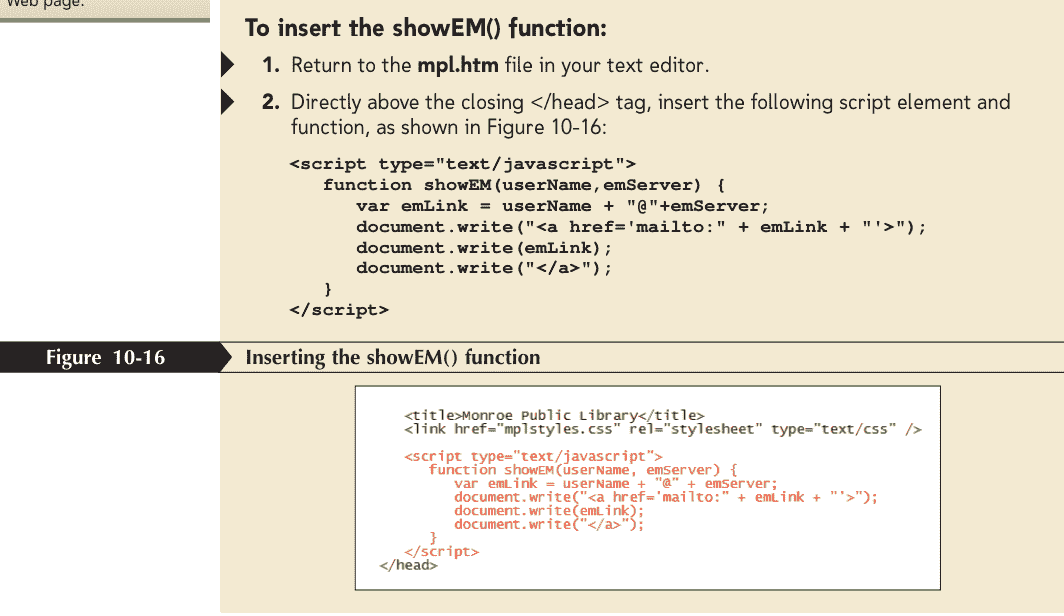 Web page.
To insert the showEM() function:
1. Return to the mpl.htm file in your text editor.
2. Directly above the closing </head> tag, insert the following script element and
function, as shown in Figure 10-16:
<script type="text/javascript">
function showEM(userName,emServer) {
var emLink = userName + "@"+emServer;
document.write("<a href='mailto:" + emLink + "'>");
document.write(emLink);
document.write("</a>");
}
</script>
Figure 10-16 Inserting the showEM() function
<title>Monroe Public Library</title>
<link href="mplstyles.css" rel="stylesheet" type="text/css" />
<script type="text/javascript">
function showEM(userName, emServer) {
var emLink = userName + "@" + emServer;
document.write("<a href='mailto:" + emLink + "'>");
document.write(emLink);
document.write("</a>");
}
</script>
</head>